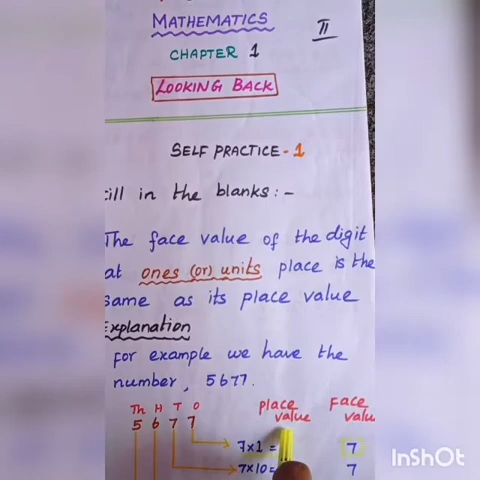 MATHEMATICS
II
CHAPTER 1
LOOKING BACK
SELF PRACTICE - 1
ill in the blanks :-
The face value of the digit
at ones (or) units place is the
same as its place value
Explanation
For example we have the
number, 5677.
Th H T O
5 6 7 7
Place value
Face valu
7x1 =
7
7x10 =
7
InShOt